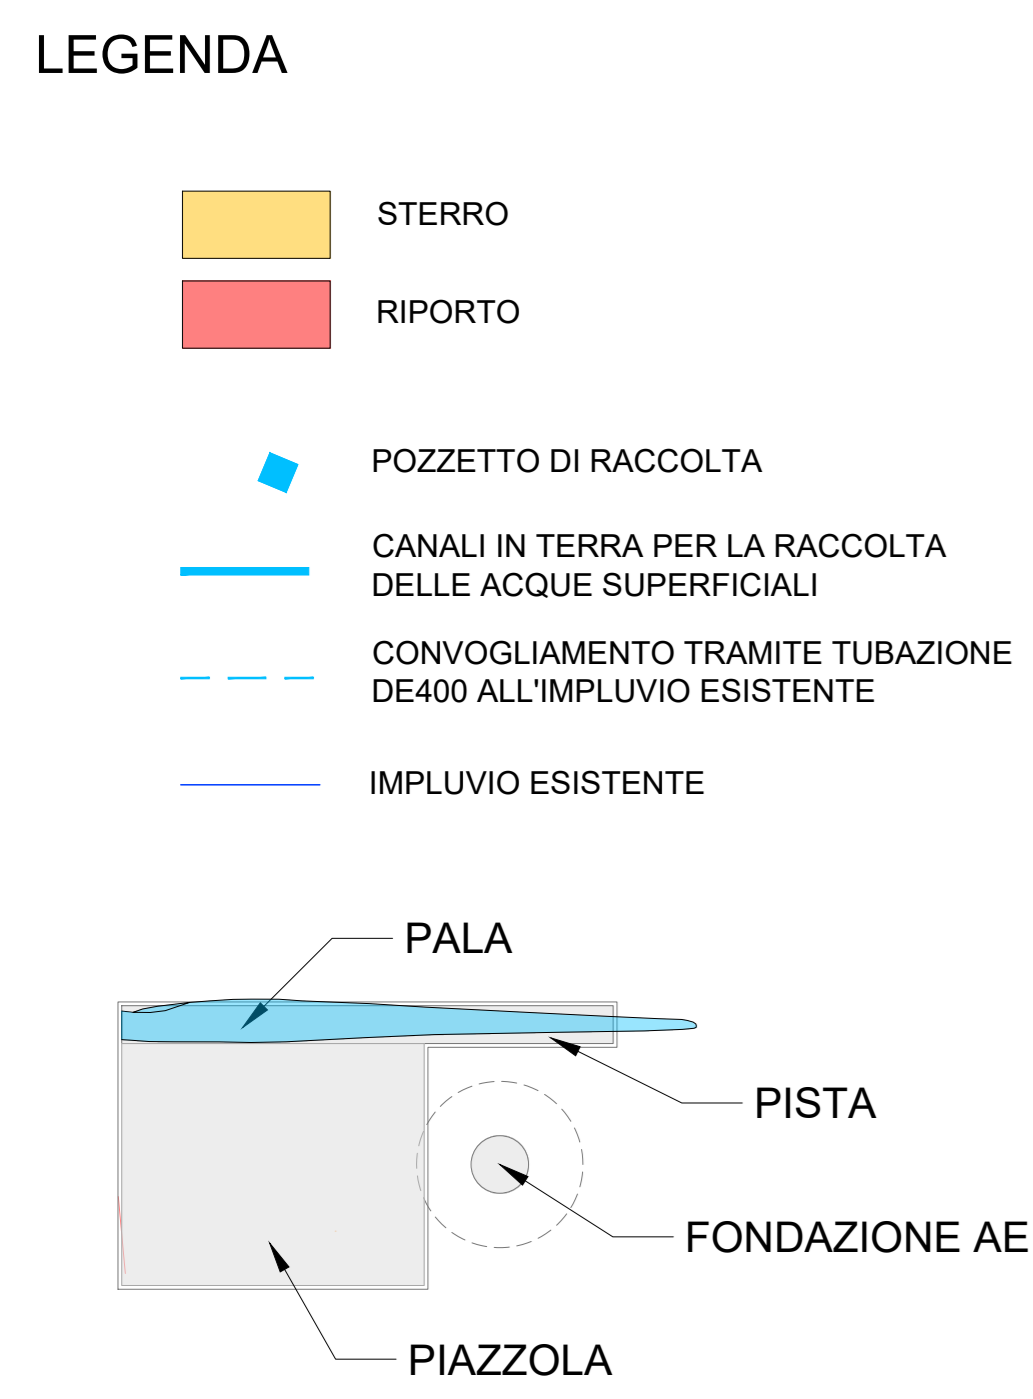 LEGENDA
STERRO
RIPORTO
POZZETTO DI RACCOLTA
CANALI IN TERRA PER LA RACCOLTA
DELLE ACQUE SUPERFICIALI
CONVOGLIAMENTO TRAMITE TUBAZIONE
DE400 ALL'IMPLUVIO ESISTENTE
IMPLUVIO ESISTENTE
PALA
PISTA
FONDAZIONE AE
PIAZZOLA